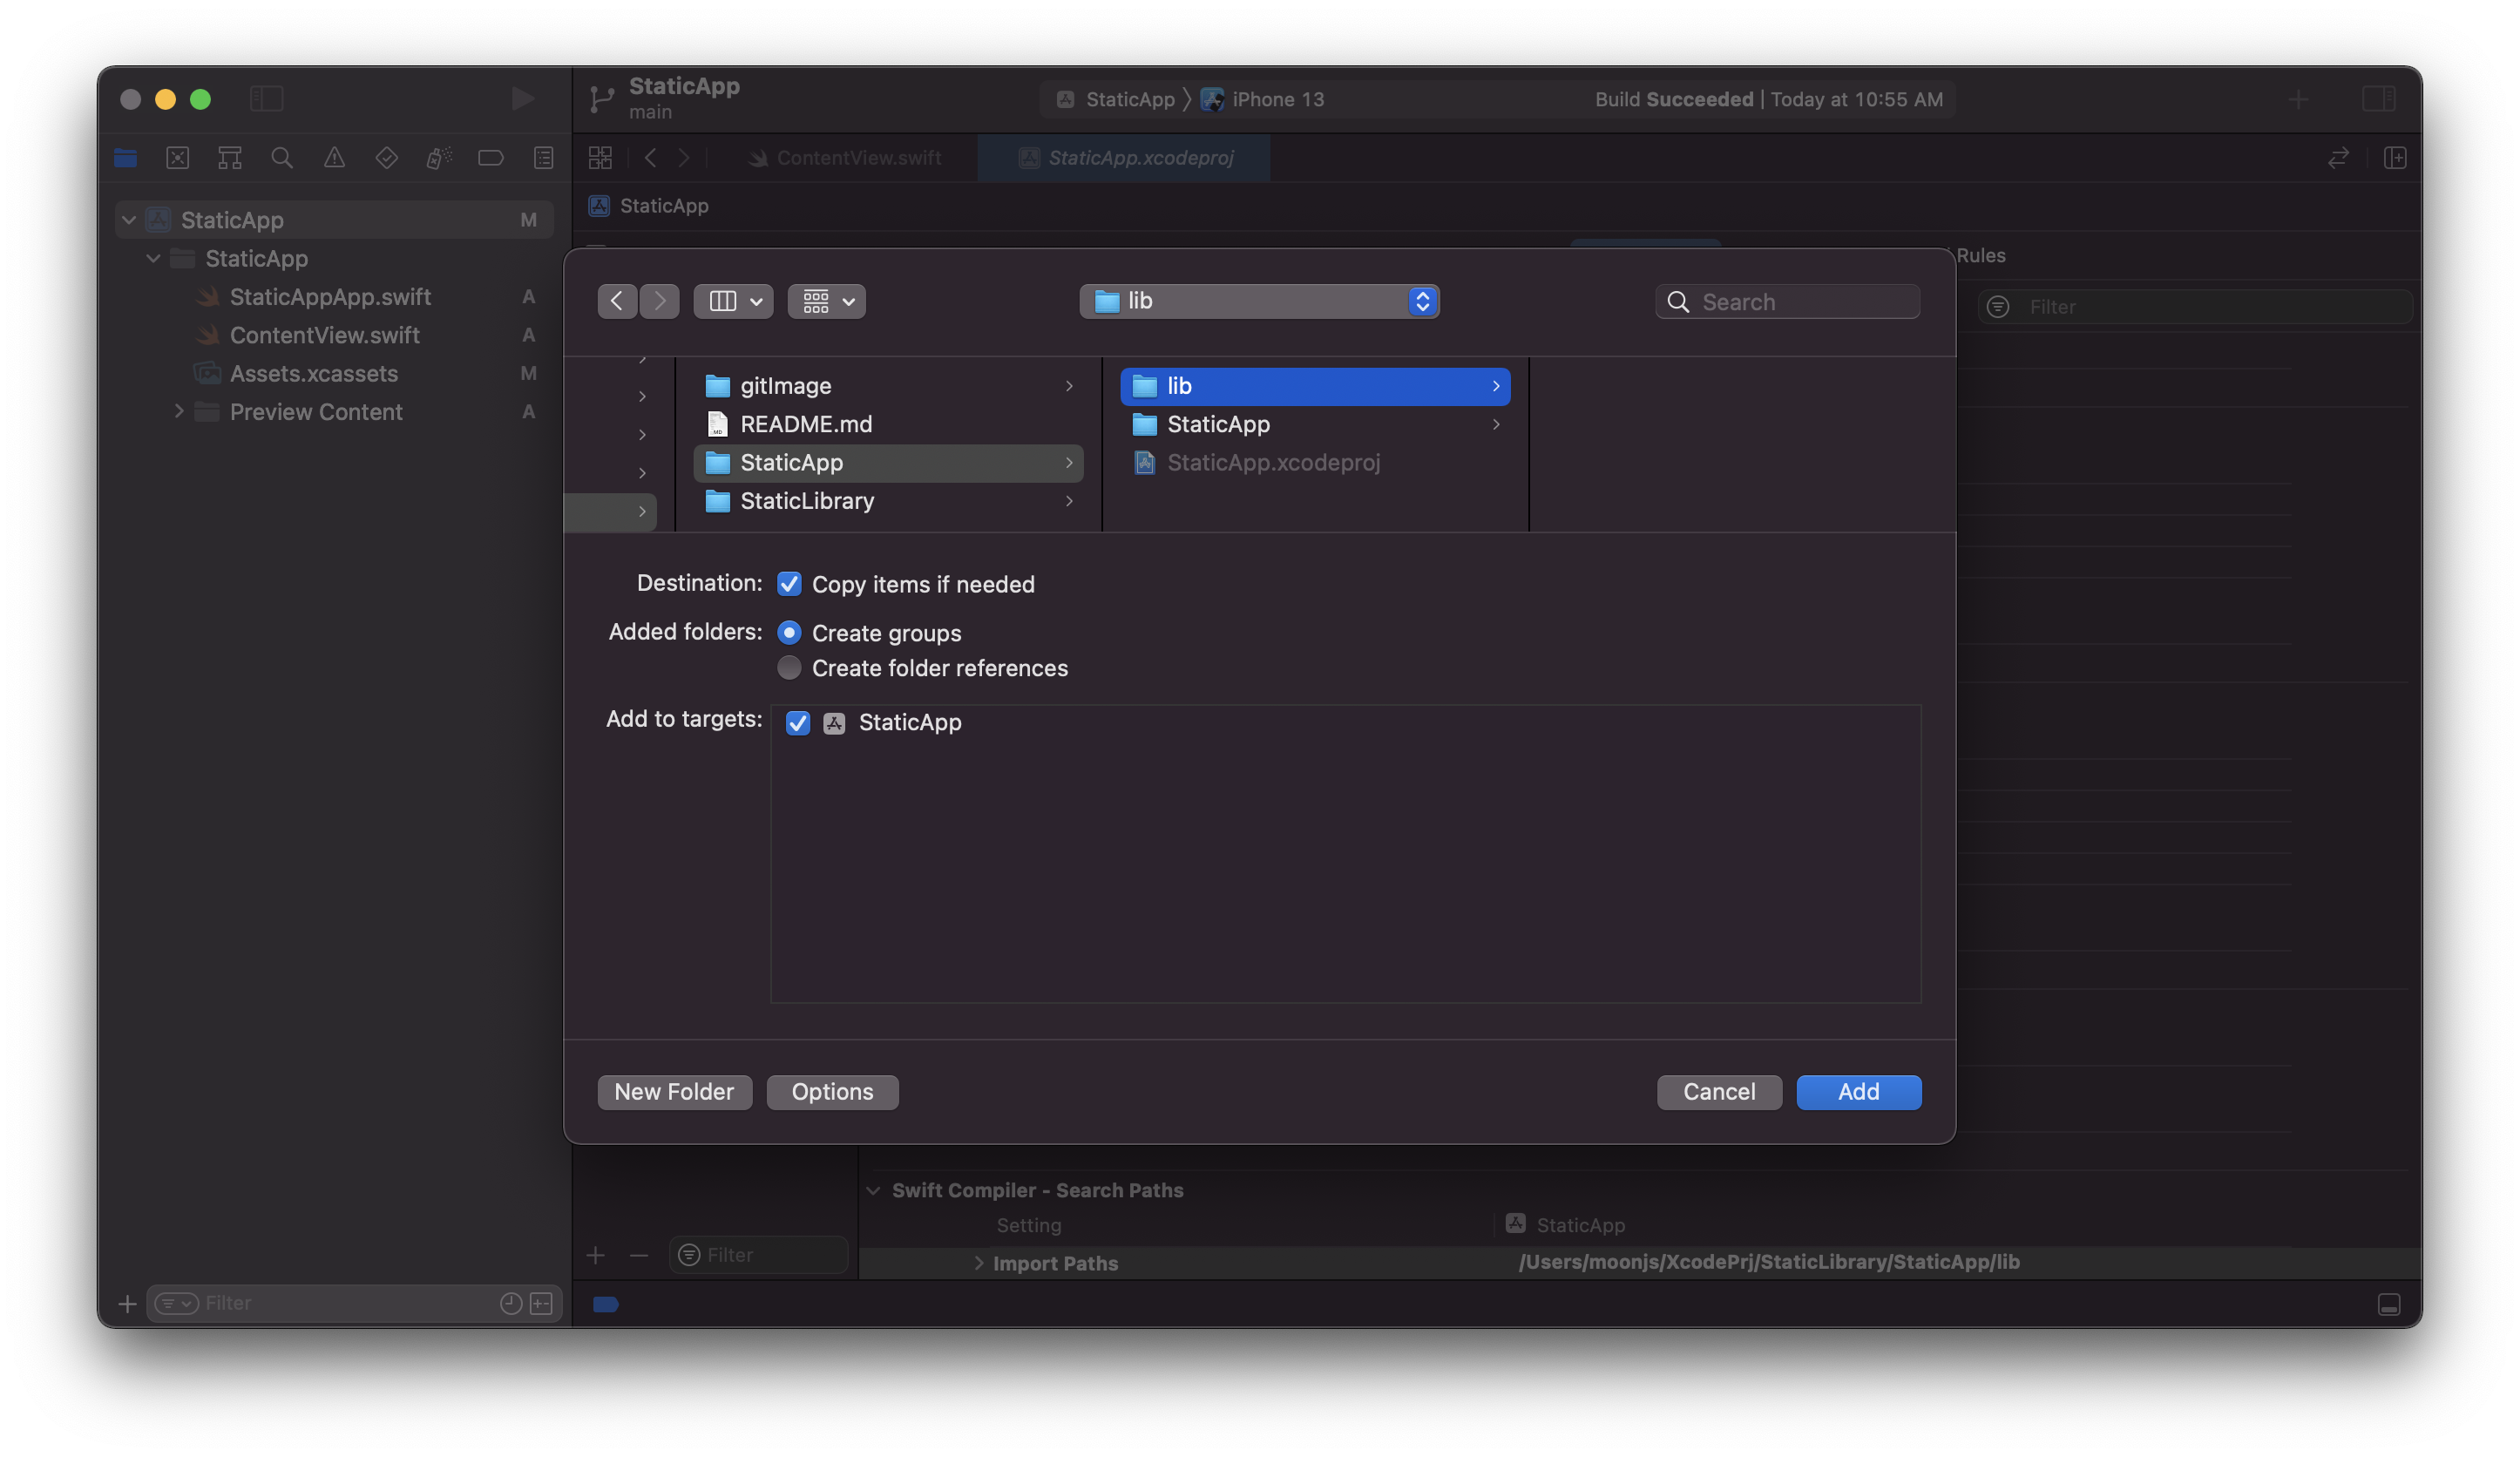 StaticApp
main
StaticApp
iPhone 13
Build Succeeded | Today at 10:55 AM
ContentView.swift
StaticApp.xcodeproj
StaticApp
StaticApp M
StaticApp
StaticAppApp.swift A
ContentView.swift A
Assets.xcassets M
Preview Content A
Rules
Filter
lib
Search
gitImage
README.md
StaticApp
StaticLibrary
lib
StaticApp
StaticApp.xcodeproj
Destination: Copy items if needed
Added folders: Create groups
Create folder references
Add to targets: StaticApp
New Folder
Options
Cancel
Add
Swift Compiler - Search Paths
Setting
StaticApp
Import Paths
/Users/moonjs/XcodePrj/StaticLibrary/StaticApp/lib
Filter
Filter